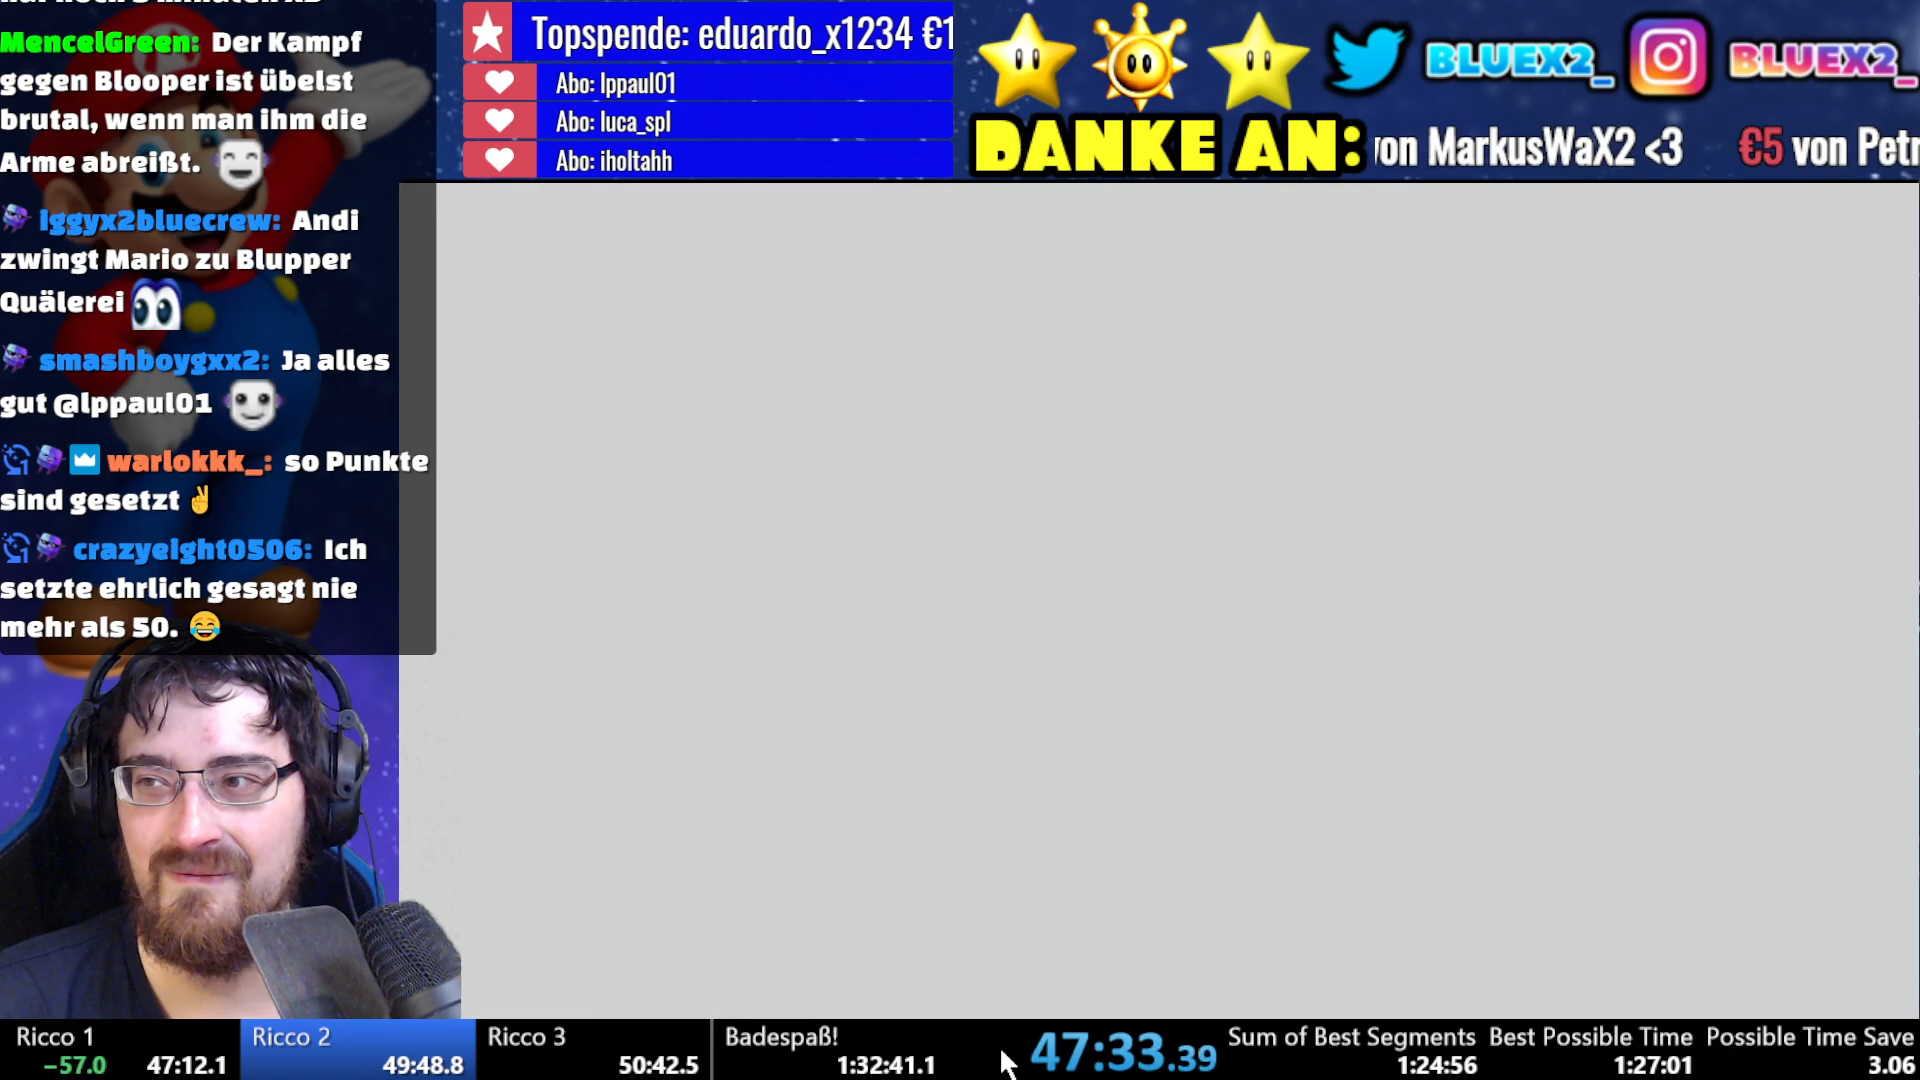 MencelGreen: Der Kampf
gegen Blooper ist übelst
brutal, wenn man ihm die
Arme abreißt.
iggyx2bluecrew: Andi
zwingt Mario zu Blupper
Quälerei
smashboygxx2: Ja alles
gut @lppaul01
warlokkk_: so Punkte
sind gesetzt ✌
crazyeight0506: Ich
setzte ehrlich gesagt nie
mehr als 50. 😂
Topspende: eduardo_x1234 €1
Abo: lppaul01
Abo: luca_spl
Abo: iholtahh
BLUEX2_ BLUEX2_
DANKE AN: von MarkusWaX2 <3 €5 von Petr
Ricco 1
−57.0 47:12.1
Ricco 2
49:48.8
Ricco 3
50:42.5
Badespaß!
1:32:41.1
47:33.39
Sum of Best Segments
1:24:56
Best Possible Time
1:27:01
Possible Time Save
3.06